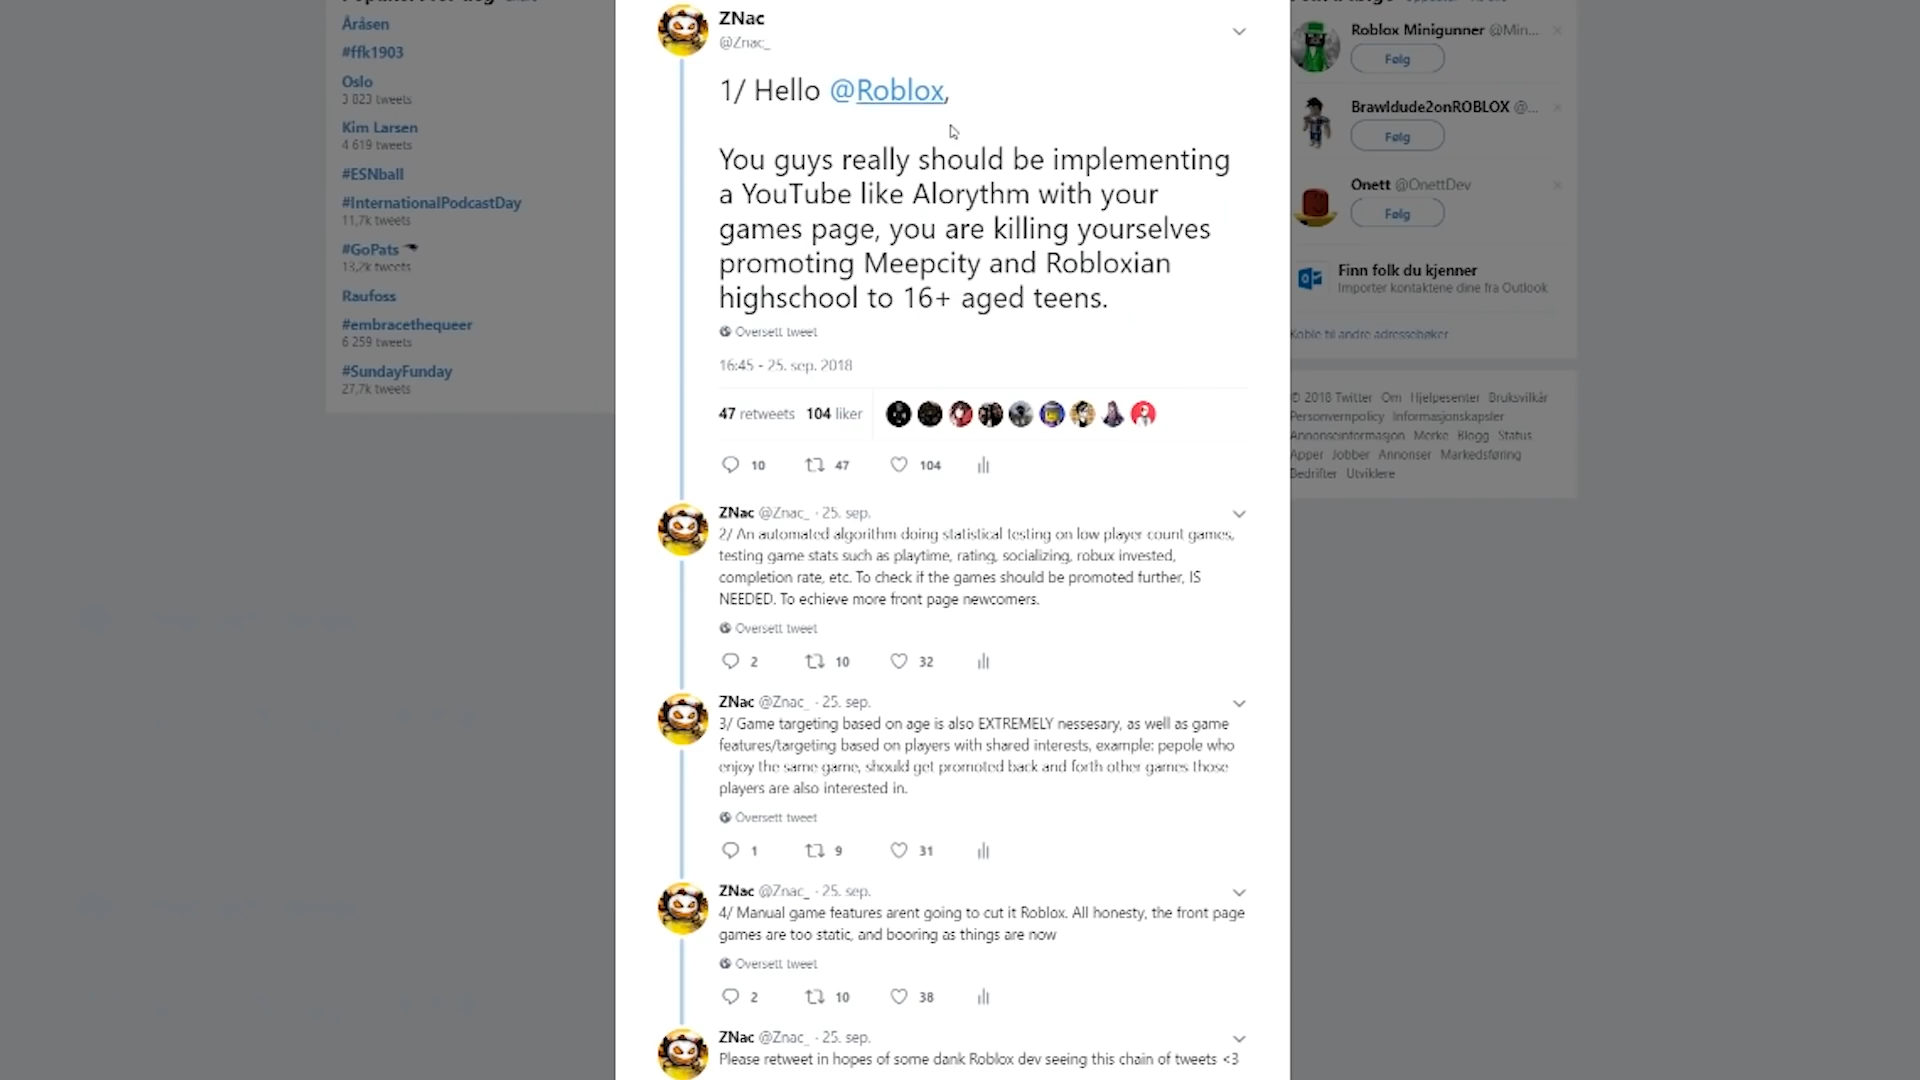 Åråsen
#ffk1903
Oslo
3 023 tweets
Kim Larsen
4 619 tweets
#ESNball
#InternationalPodcastDay
11,7k tweets
#GoPats
13,2k tweets
Raufoss
#embracethequeer
6 259 tweets
#SundayFunday
27,7k tweets
ZNac
@Znac_
1/ Hello @Roblox,
You guys really should be implementing
a YouTube like Alorythm with your
games page, you are killing yourselves
promoting Meepcity and Robloxian
highschool to 16+ aged teens.
Oversett tweet
16:45 - 25. sep. 2018
47 retweets 104 liker
10 47 104
ZNac @Znac_ · 25. sep.
2/ An automated algorithm doing statistical testing on low player count games,
testing game stats such as playtime, rating, socializing, robux invested,
completion rate, etc. To check if the games should be promoted further, IS
NEEDED. To echieve more front page newcomers.
Oversett tweet
2 10 32
ZNac @Znac_ · 25. sep.
3/ Game targeting based on age is also EXTREMELY nessesary, as well as game
features/targeting based on players with shared interests, example: pepole who
enjoy the same game, should get promoted back and forth other games those
players are also interested in.
Oversett tweet
1 9 31
ZNac @Znac_ · 25. sep.
4/ Manual game features arent going to cut it Roblox. All honesty, the front page
games are too static, and booring as things are now
Oversett tweet
2 10 38
ZNac @Znac_ · 25. sep.
Please retweet in hopes of some dank Roblox dev seeing this chain of tweets <3
Roblox Minigunner @Min...
Følg
Brawldude2onROBLOX @...
Følg
Onett @OnettDev
Følg
Finn folk du kjenner
Importer kontaktene dine fra Outlook
Koble til andre adressebøker
© 2018 Twitter Om Hjelpesenter Bruksvilkår
Personvernpolicy Informasjonskapsler
Annonseinformasjon Merke Blogg Status
Apper Jobber Annonser Markedsføring
Bedrifter Utviklere